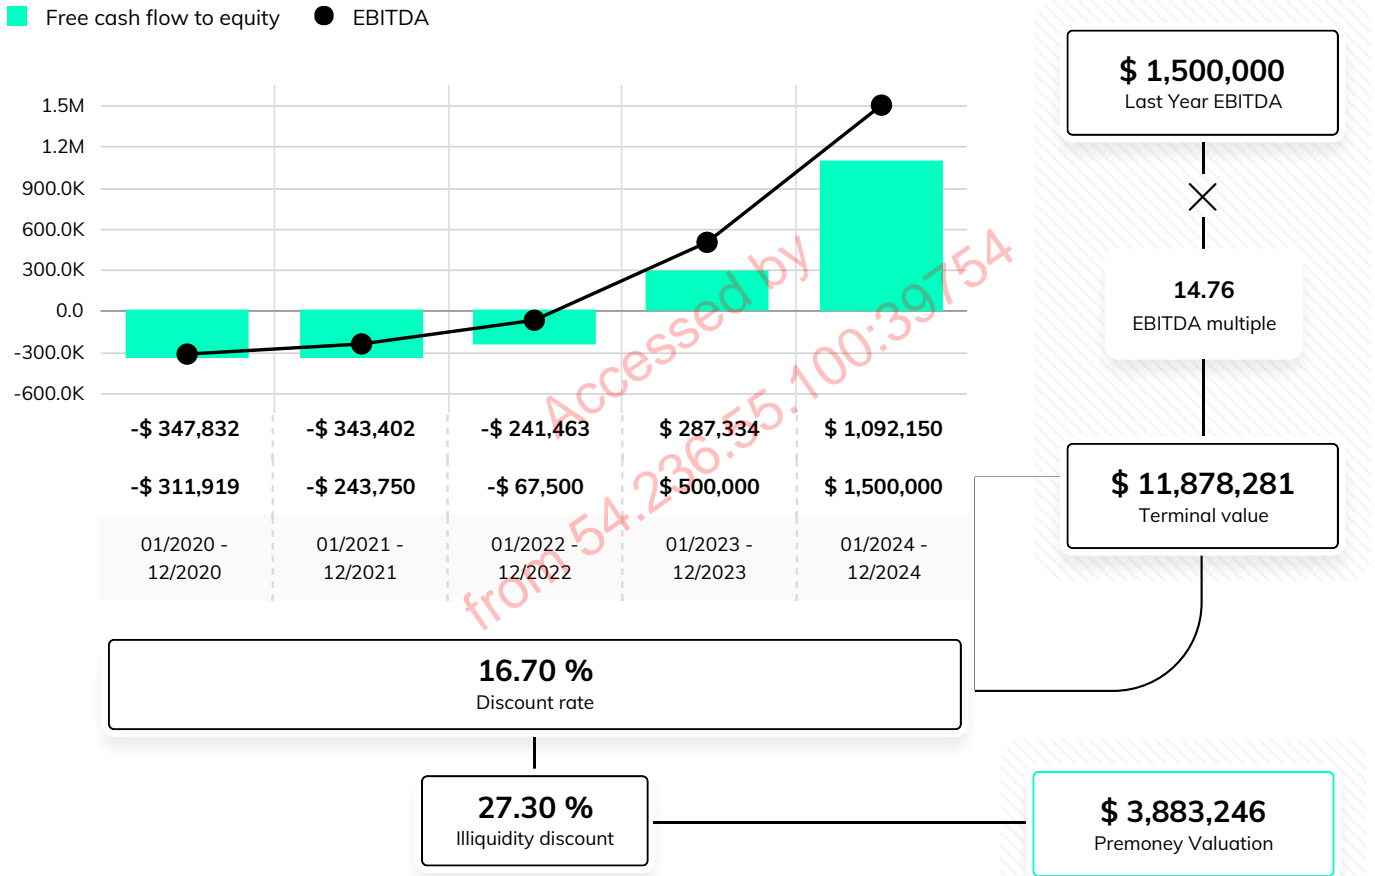 Free cash flow to equity
EBITDA
$ 1,500,000
Last Year EBITDA
14.76
EBITDA multiple
$ 11,878,281
Terminal value
1.5M
1.2M
900.0K
600.0K
300.0K
0.0
-300.0K
-600.0K
-$ 347,832 -$ 343,402 -$ 241,463 $ 287,334 $ 1,092,150
-$ 311,919 -$ 243,750 -$ 67,500 $ 500,000 $ 1,500,000
01/2020 - 01/2021 - 01/2022 - 01/2023 - 01/2024 -
12/2020 12/2021 12/2022 12/2023 12/2024
Accessed by
from 54.236.55.100:39754
16.70 %
Discount rate
27.30 %
Illiquidity discount
$ 3,883,246
Premoney Valuation